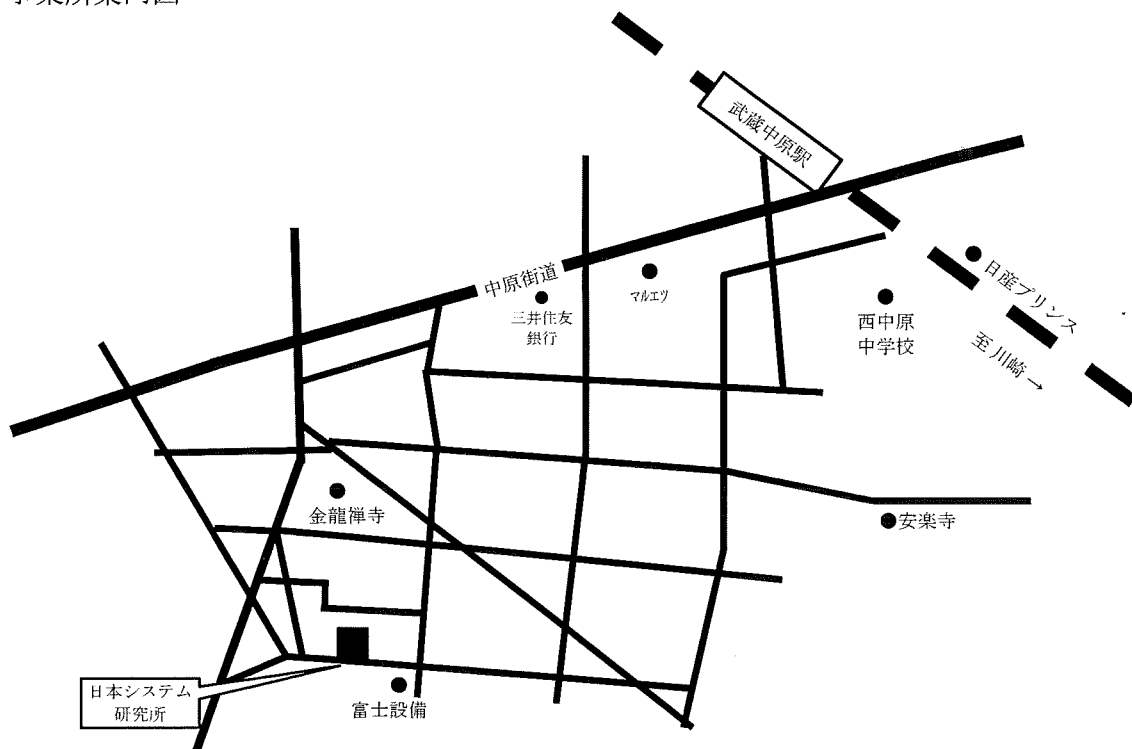 事業所案内図
武蔵中原駅
中原街道
マルエツ
三井住友
銀行
日産プリンス
西中原
中学校
至川崎→
金龍禅寺
安楽寺
日本システム
研究所
富士設備